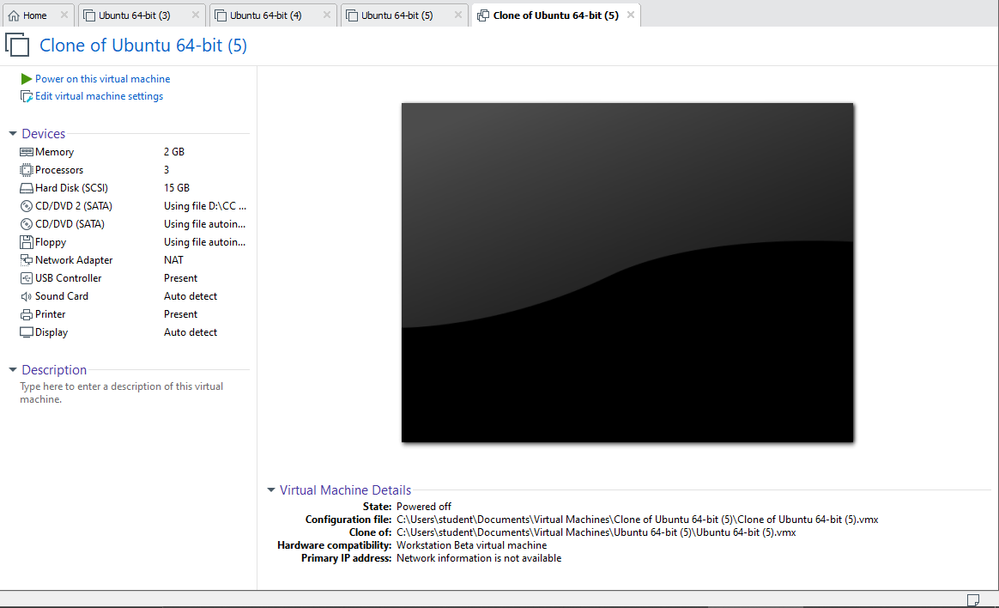 Home
Ubuntu 64-bit (3)
Ubuntu 64-bit (4)
Ubuntu 64-bit (5)
Clone of Ubuntu 64-bit (5)
Clone of Ubuntu 64-bit (5)
Power on this virtual machine
Edit virtual machine settings
Devices
Memory 2 GB
Processors 3
Hard Disk (SCSI) 15 GB
CD/DVD 2 (SATA) Using file D:\CC ...
CD/DVD (SATA) Using file autoin...
Floppy Using file autoin...
Network Adapter NAT
USB Controller Present
Sound Card Auto detect
Printer Present
Display Auto detect
Description
Type here to enter a description of this virtual
machine.
Virtual Machine Details
State: Powered off
Configuration file: C:\Users\student\Documents\Virtual Machines\Clone of Ubuntu 64-bit (5)\Clone of Ubuntu 64-bit (5).vmx
Clone of: C:\Users\student\Documents\Virtual Machines\Ubuntu 64-bit (5)\Ubuntu 64-bit (5).vmx
Hardware compatibility: Workstation Beta virtual machine
Primary IP address: Network information is not available